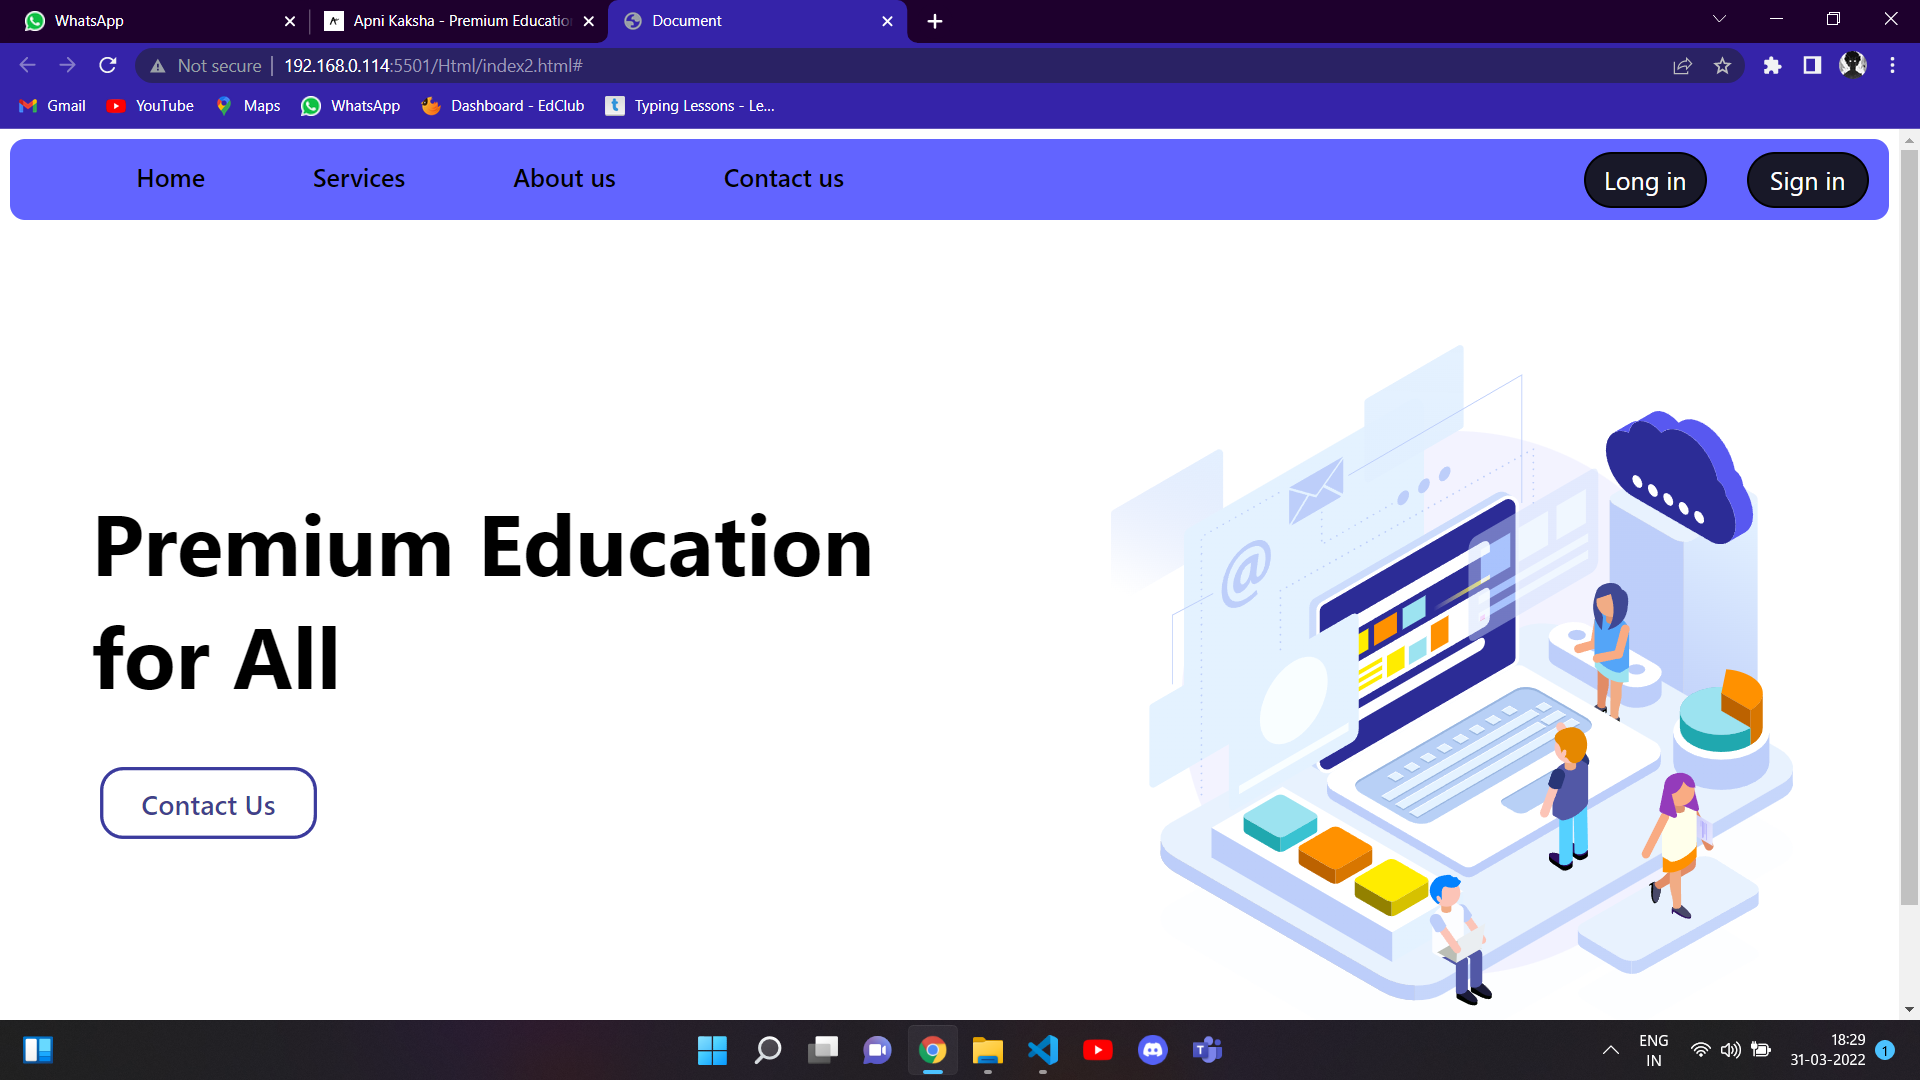 WhatsApp
Apni Kaksha - Premium Educatio
Document
Not secure
192.168.0.114:5501/Html/index2.html#
Gmail
YouTube
Maps
WhatsApp
Dashboard - EdClub
Typing Lessons - Le...
Home
Services
About us
Contact us
Long in
Sign in
Premium Education
for All
Contact Us
@
ENG
IN
18:29
31-03-2022
1